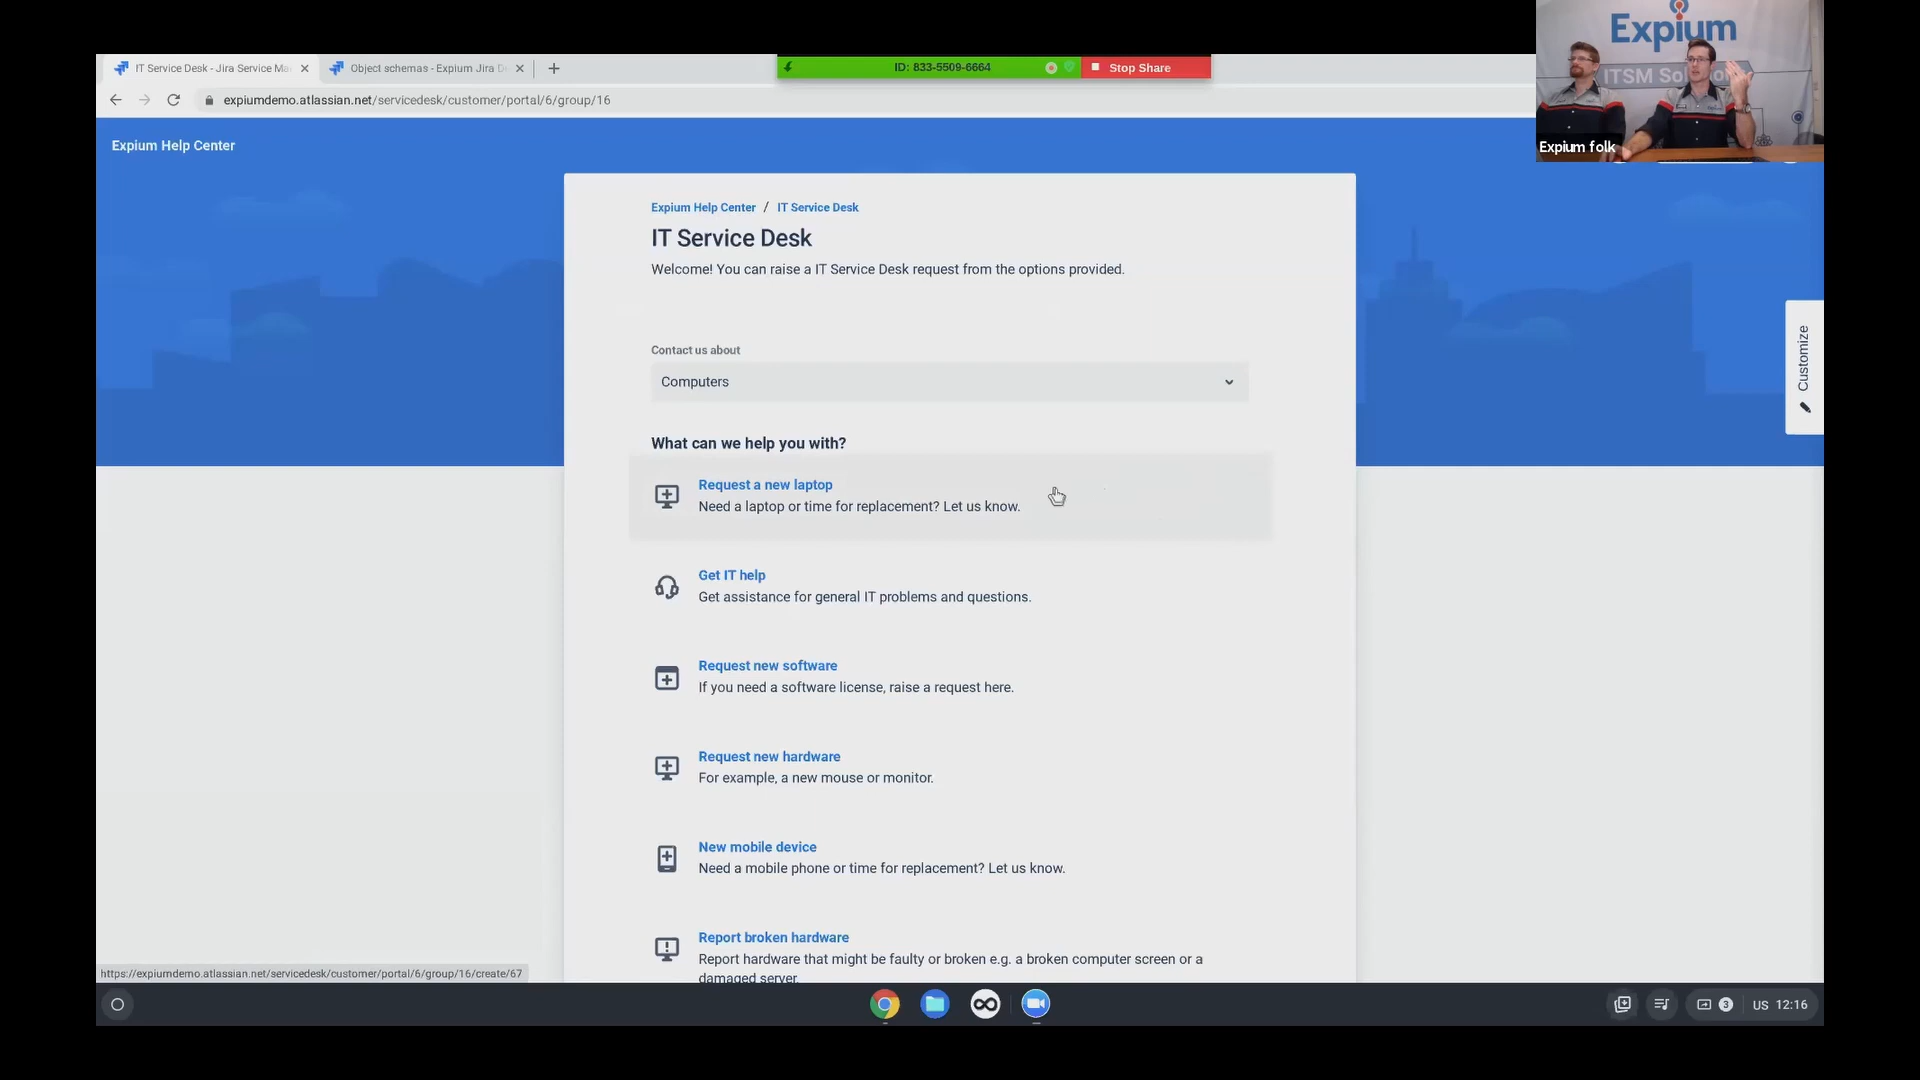 IT Service Desk - Jira Service Ma
Object schemas - Expium Jira D
ID: 833-5509-6664
Stop Share
expiumdemo.atlassian.net/servicedesk/customer/portal/6/group/16
Expium
ITSM Solutio
Expium folk
Expium Help Center
Expium Help Center / IT Service Desk
IT Service Desk
Welcome! You can raise a IT Service Desk request from the options provided.
Contact us about
Computers
Customize
What can we help you with?
Request a new laptop
Need a laptop or time for replacement? Let us know.
Get IT help
Get assistance for general IT problems and questions.
Request new software
If you need a software license, raise a request here.
Request new hardware
For example, a new mouse or monitor.
New mobile device
Need a mobile phone or time for replacement? Let us know.
Report broken hardware
Report hardware that might be faulty or broken e.g. a broken computer screen or a
damaged server.
https://expiumdemo.atlassian.net/servicedesk/customer/portal/6/group/16/create/67
3 US 12:16